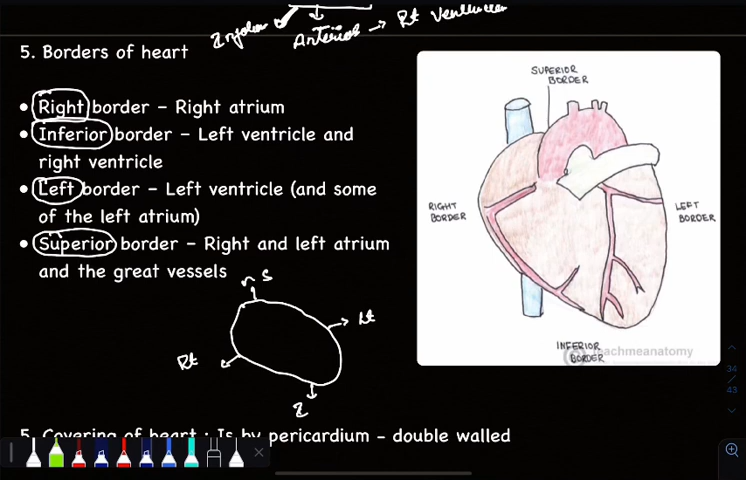 Inferior
Anterior → Rt Ventricular
5. Borders of heart
• Right border – Right atrium
• Inferior border – Left ventricle and
right ventricle
• Left border – Left ventricle (and some
of the left atrium)
• Superior border – Right and left atrium
and the great vessels
S
Lt
Rt
I
SUPERIOR
BORDER
RIGHT
BORDER
LEFT
BORDER
INFERIOR
BORDER
teachmeanatomy
34
/
43
5. Covering of heart : Is by pericardium – double walled